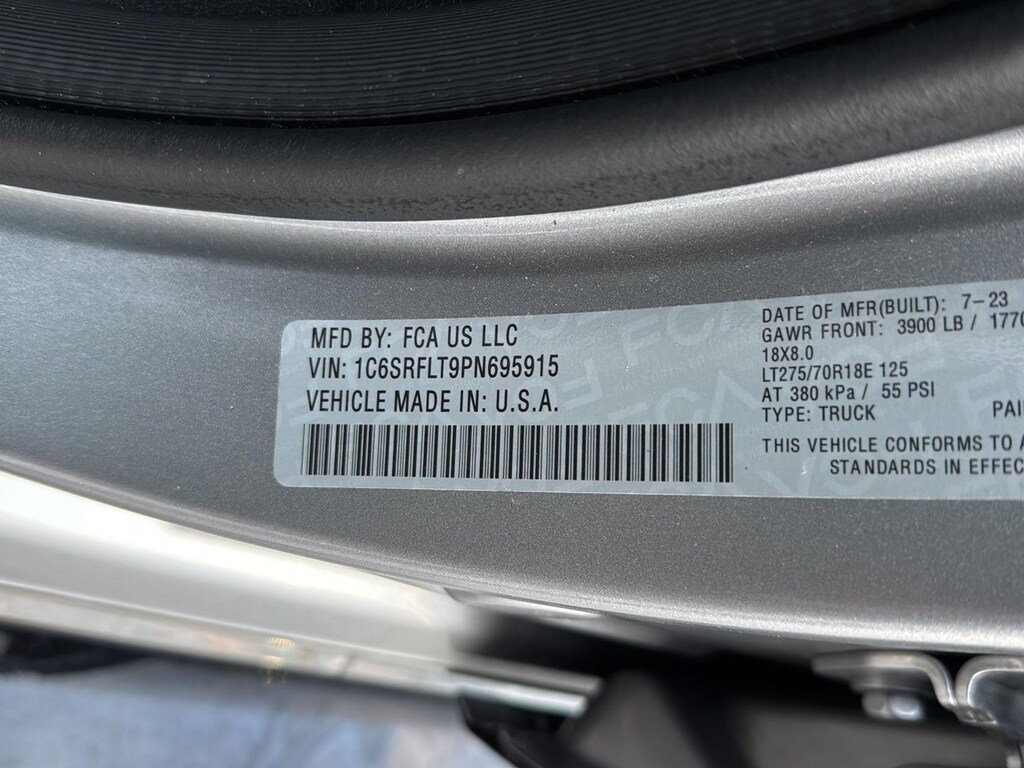 MFD BY: FCA US LLC
VIN: 1C6SRFLT9PN695915
VEHICLE MADE IN: U.S.A.
DATE OF MFR(BUILT): 7-23
GAWR FRONT: 3900 LB / 1770
18X8.0
LT275/70R18E 125
AT 380 kPa / 55 PSI
TYPE: TRUCK PAI
THIS VEHICLE CONFORMS TO A
STANDARDS IN EFFEC